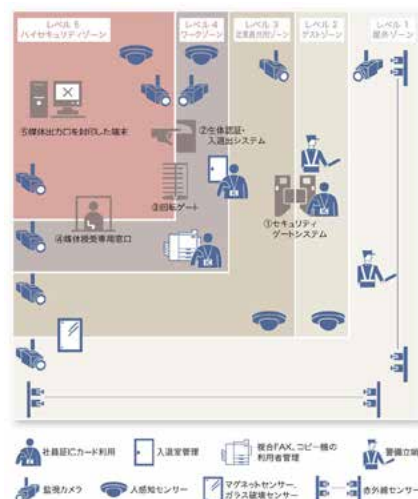 レベル 5
ハイセキュリティゾーン
レベル 4
ワークゾーン
レベル 3
レベル 2
ゲストゾーン
レベル 1
屋外ゾーン
⑤媒体出力口を封印した端末
②生体認証・
入退出システム
③回転ゲート
①セキュリティ
ゲートシステム
④媒体授受専用窓口
社員証ICカード利用
入退室管理
複合FAX、コピー機の
利用者管理
警備立哨
監視カメラ
人感知センサー
マグネットセンサー、
ガラス破壊センサー
赤外線センサー